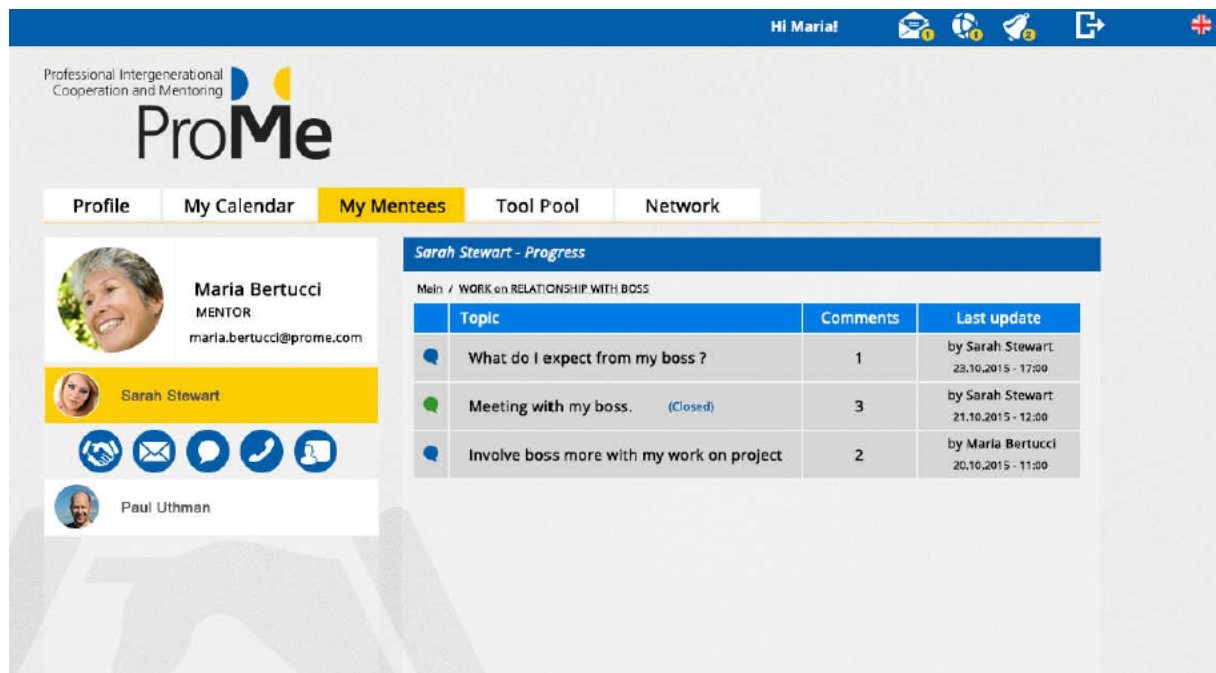 Hi Maria!
1
1
2
Professional Intergenerational
Cooperation and Mentoring
ProMe
Profile
My Calendar
My Mentees
Tool Pool
Network
Maria Bertucci
MENTOR
maria.bertucci@prome.com
Sarah Stewart
Paul Uthman
Sarah Stewart - Progress
Main / WORK on RELATIONSHIP WITH BOSS
Topic Comments Last update
What do I expect from my boss ? 1 by Sarah Stewart
23.10.2015 - 17:00
Meeting with my boss. (Closed) 3 by Sarah Stewart
21.10.2015 - 12:00
Involve boss more with my work on project 2 by Maria Bertucci
20.10.2015 - 11:00